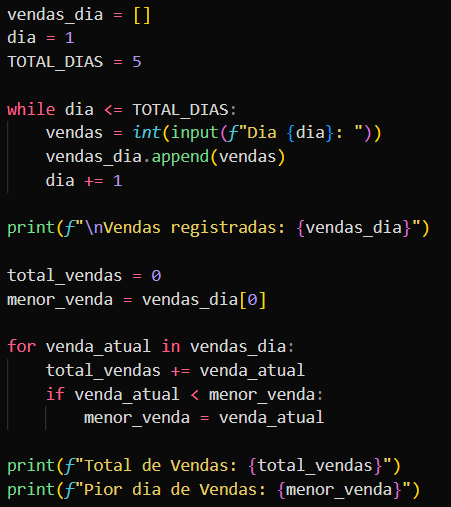 vendas_dia = []
dia = 1
TOTAL_DIAS = 5

while dia <= TOTAL_DIAS:
    vendas = int(input(f"Dia {dia}: "))
    vendas_dia.append(vendas)
    dia += 1

print(f"\nVendas registradas: {vendas_dia}")

total_vendas = 0
menor_venda = vendas_dia[0]

for venda_atual in vendas_dia:
    total_vendas += venda_atual
    if venda_atual < menor_venda:
        menor_venda = venda_atual

print(f"Total de Vendas: {total_vendas}")
print(f"Pior dia de Vendas: {menor_venda}")